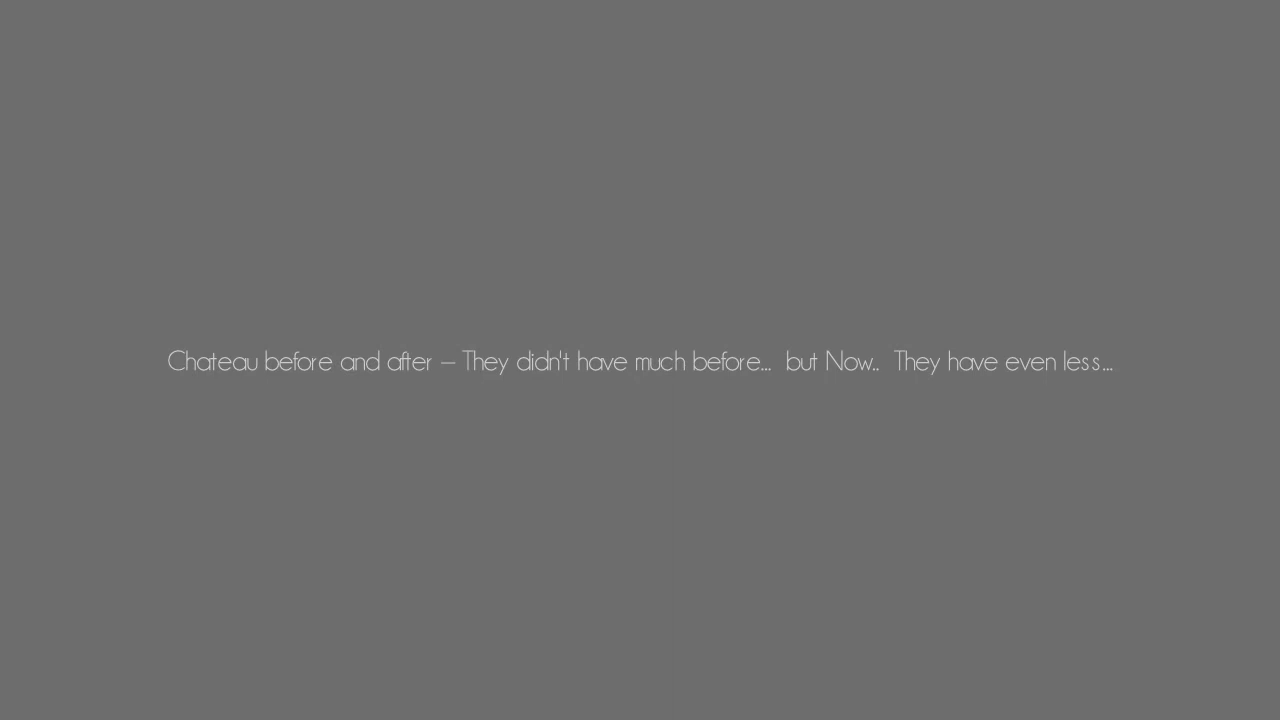 Chateau before and after – They didn't have much before...  but Now..  They have even less...